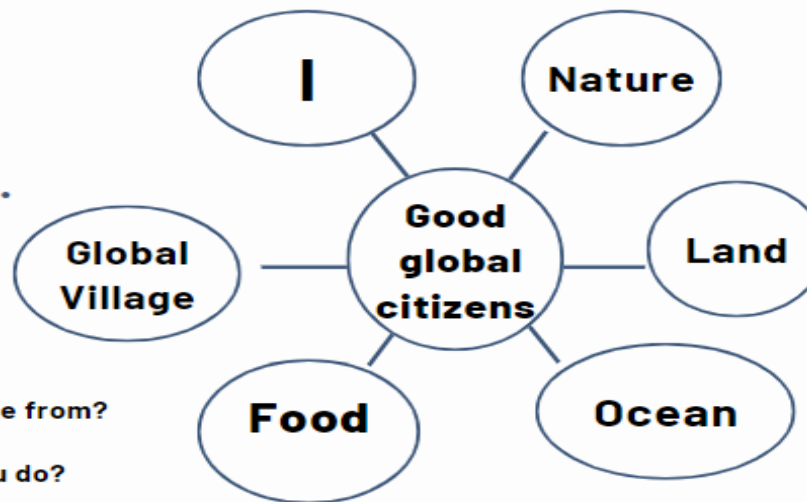 I
Nature
Good
global
citizens
Global
Village
Land
Food
Ocean
e from?
u do?